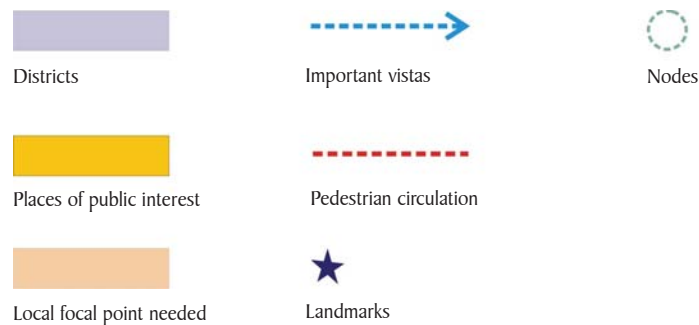 Districts
Important vistas
Nodes
Places of public interest
Pedestrian circulation
Local focal point needed
Landmarks